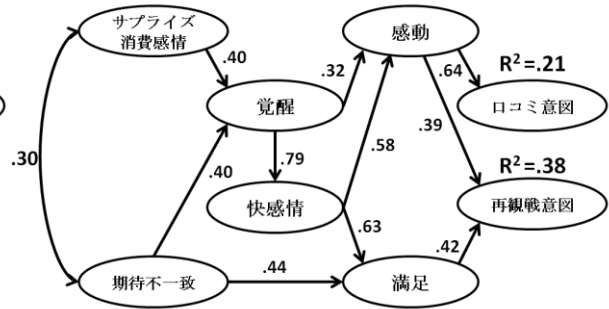 サプライズ
消費感情
感動
.40
.32
.64
R²=.21
覚醒
口コミ意図
.39
.30
.40
.79
.58
R²=.38
快感情
再観戦意図
.63
.42
期待不一致
.44
満足